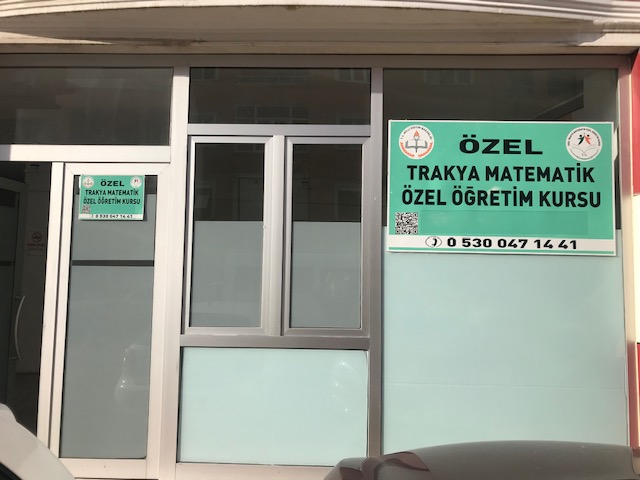 ÖZEL
TRAKYA MATEMATİK
ÖZEL ÖĞRETİM KURSU
0 530 047 14 41
ÖZEL
TRAKYA MATEMATİK
ÖZEL ÖĞRETİM KURSU
0 530 047 14 41